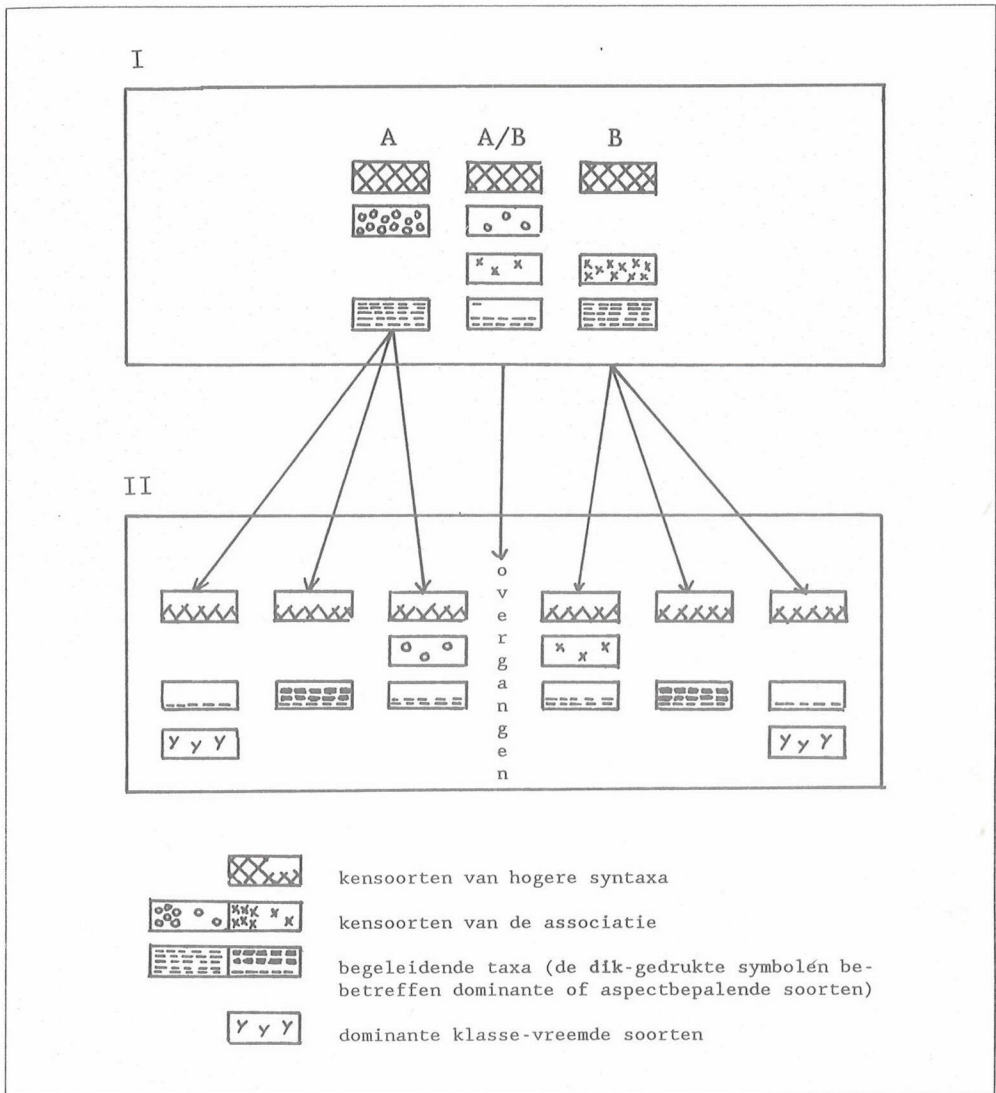 I
A A/B B
II
overgangen
kensoorten van hogere syntaxa
kensoorten van de associatie
begeleidende taxa (de dik-gedrukte symbolen be-
betreffen dominante of aspectbepalende soorten)
dominante klasse-vreemde soorten